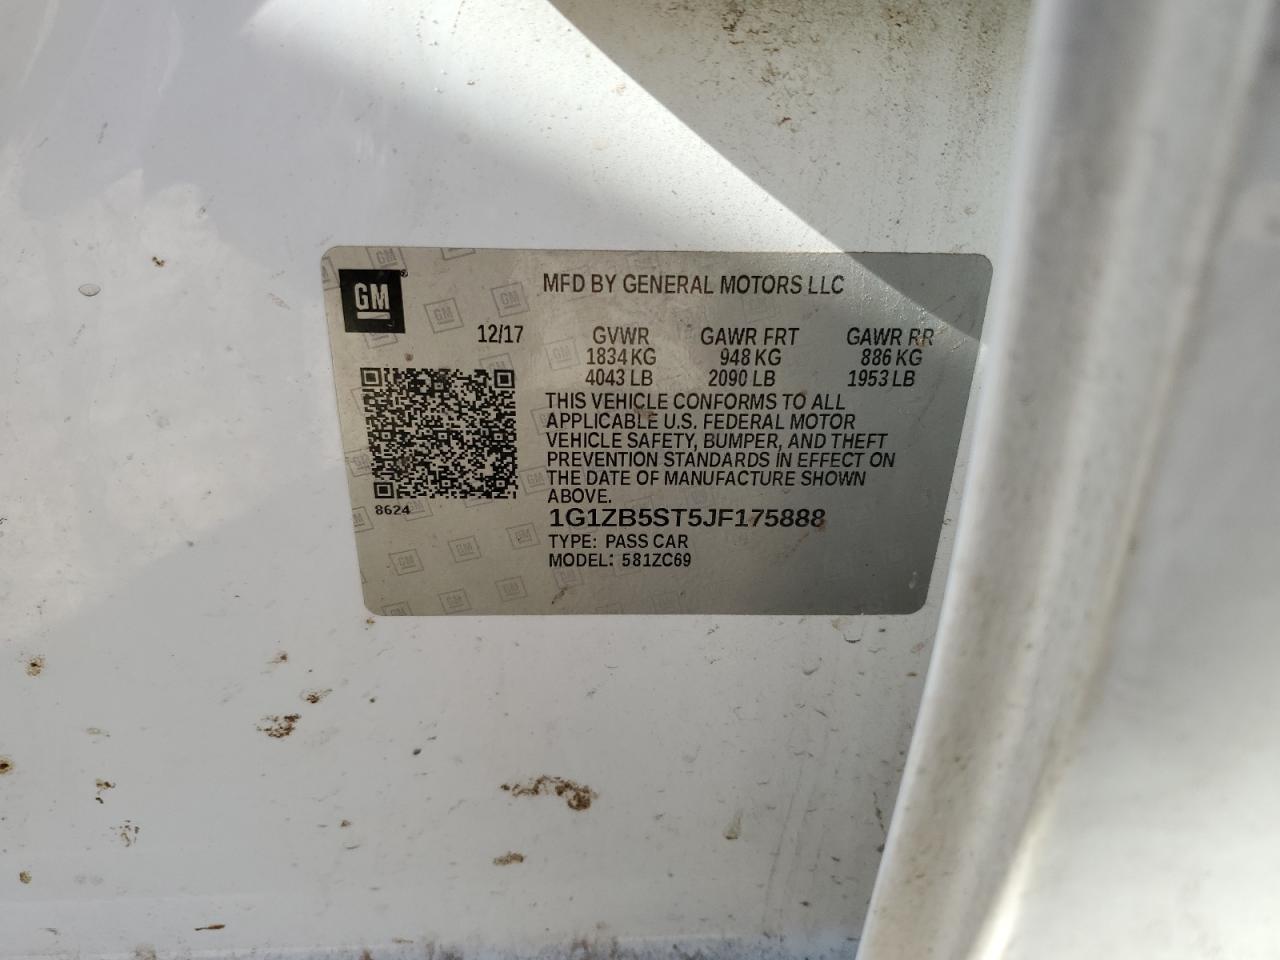 GM
MFD BY GENERAL MOTORS LLC
12/17 GVWR GAWR FRT GAWR RR
1834 KG 948 KG 886 KG
4043 LB 2090 LB 1953 LB
THIS VEHICLE CONFORMS TO ALL
APPLICABLE U.S. FEDERAL MOTOR
VEHICLE SAFETY, BUMPER, AND THEFT
PREVENTION STANDARDS IN EFFECT ON
THE DATE OF MANUFACTURE SHOWN
ABOVE.
8624
1G1ZB5ST5JF175888
TYPE: PASS CAR
MODEL: 581ZC69